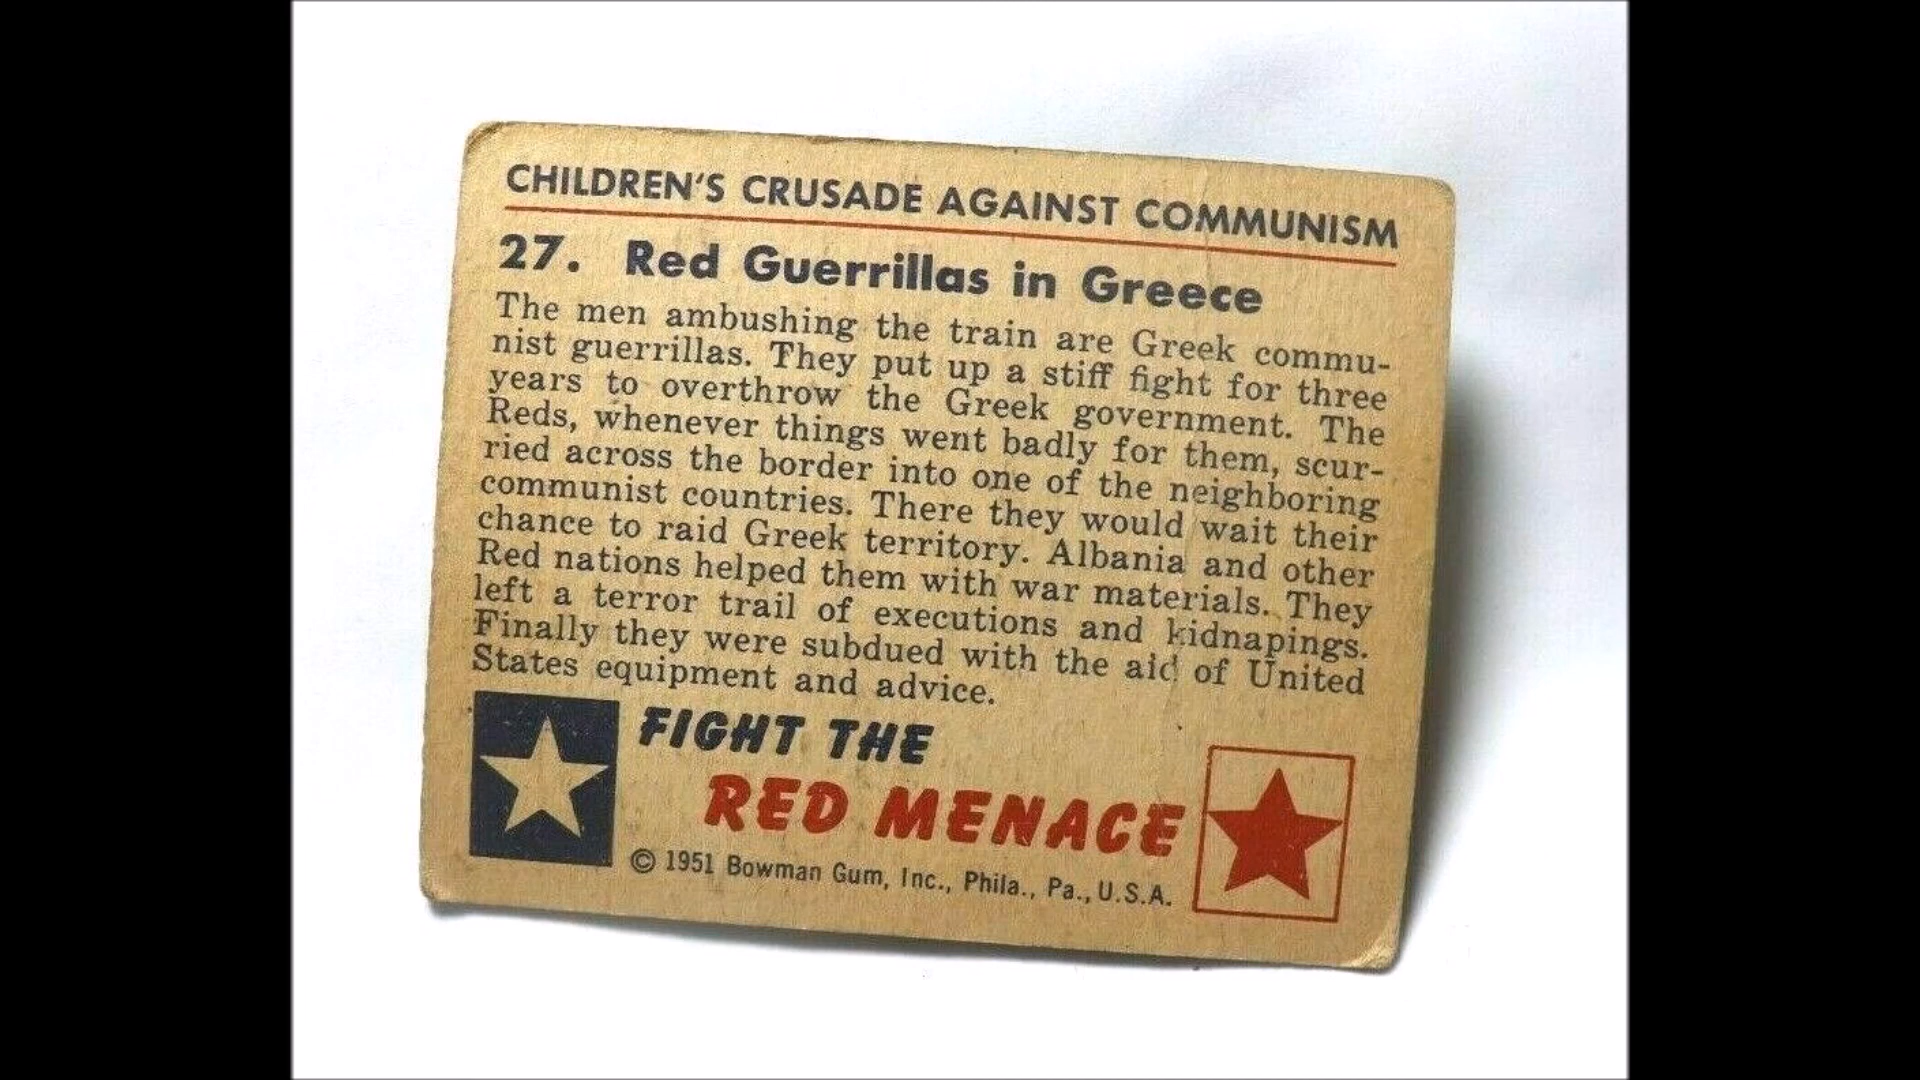 CHILDREN'S CRUSADE AGAINST COMMUNISM
27. Red Guerrillas in Greece
The men ambushing the train are Greek commu-
nist guerrillas. They put up a stiff fight for three
years to overthrow the Greek government. The
Reds, whenever things went badly for them, scur-
ried across the border into one of the neighboring
communist countries. There they would wait their
chance to raid Greek territory. Albania and other
Red nations helped them with war materials. They
left a terror trail of executions and kidnapings.
Finally they were subdued with the aid of United
States equipment and advice.
FIGHT THE
RED MENACE
© 1951 Bowman Gum, Inc., Phila., Pa., U.S.A.